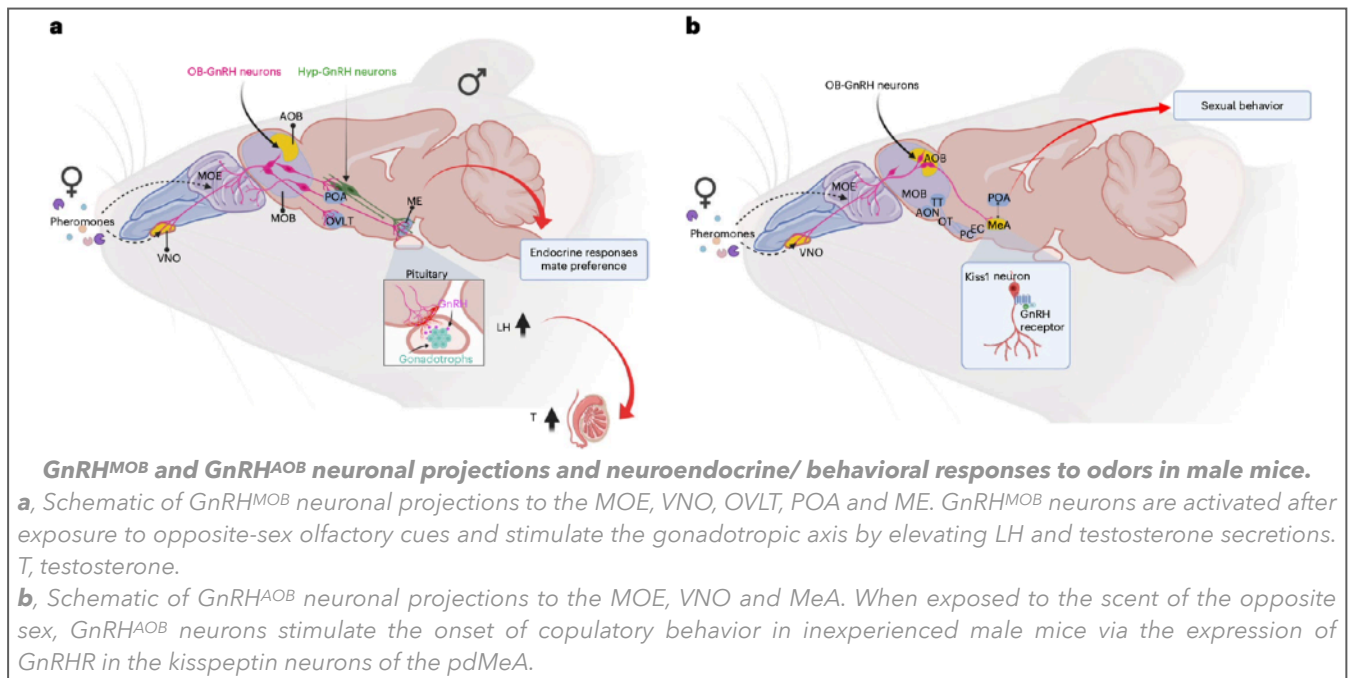 a
OB-GnRH neurons
Hyp-GnRH neurons
♂
AOB
♀
MOE
Pheromones
VNO
MOB
POA
OVLT
ME
Endocrine responses
mate preference
Pituitary
GnRH
Gonadotrophs
LH
T
b
OB-GnRH neurons
Sexual behavior
AOB
♀
MOE
Pheromones
VNO
MOB
TT
AON
OT
PC
EC
POA
MeA
Kiss1 neuron
GnRH
receptor
GnRHᴹᴼᴮ and GnRHᴬᴼᴮ neuronal projections and neuroendocrine/ behavioral responses to odors in male mice.
a, Schematic of GnRHᴹᴼᴮ neuronal projections to the MOE, VNO, OVLT, POA and ME. GnRHᴹᴼᴮ neurons are activated after
exposure to opposite-sex olfactory cues and stimulate the gonadotropic axis by elevating LH and testosterone secretions.
T, testosterone.
b, Schematic of GnRHᴬᴼᴮ neuronal projections to the MOE, VNO and MeA. When exposed to the scent of the opposite
sex, GnRHᴬᴼᴮ neurons stimulate the onset of copulatory behavior in inexperienced male mice via the expression of
GnRHR in the kisspeptin neurons of the pdMeA.